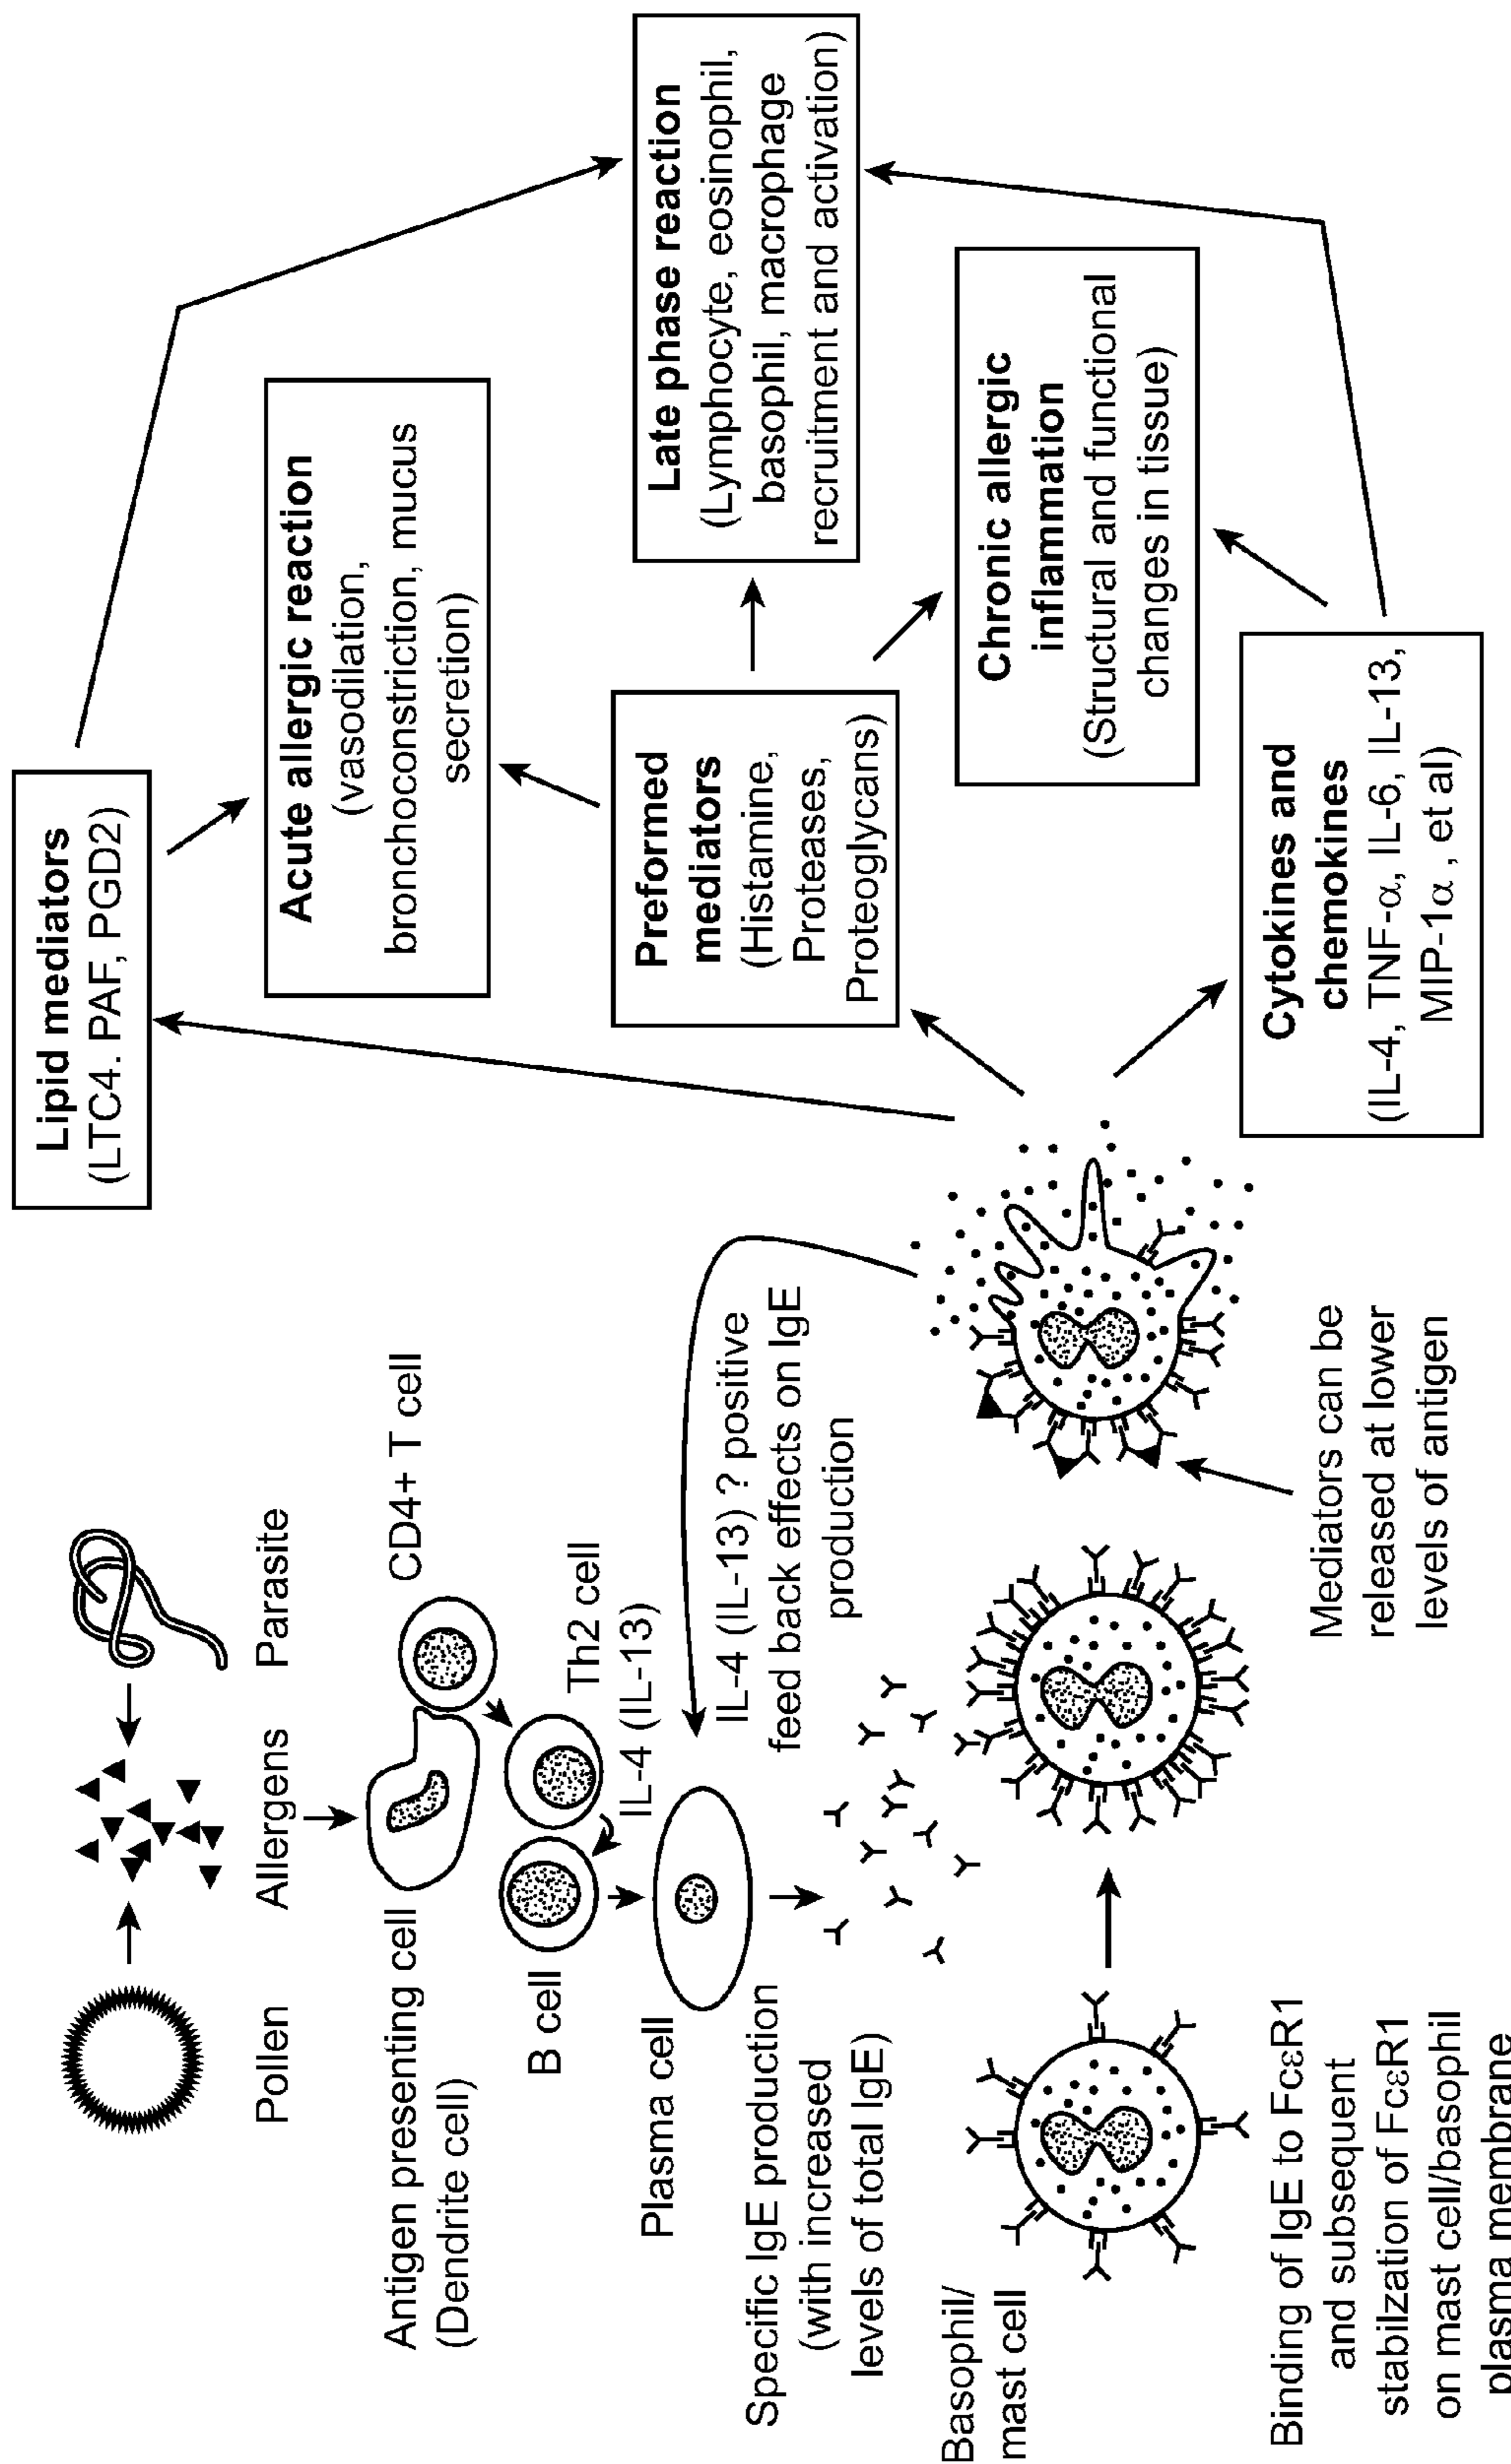 Pollen
Allergens
Parasite
Antigen presenting cell
(Dendrite cell)
CD4+ T cell
B cell
Th2 cell
IL-4 (IL-13)
Plasma cell
Specific IgE production
(with increased
levels of total IgE)
IL-4 (IL-13) ? positive
feed back effects on IgE
production
Basophil/
mast cell
Binding of IgE to FcεR1
and subsequent
stabilzation of FcεR1
on mast cell/basophil
plasma membrane
Mediators can be
released at lower
levels of antigen
Lipid mediators
(LTC4. PAF, PGD2)
Acute allergic reaction
(vasodilation,
bronchoconstriction, mucus
secretion)
Preformed
mediators
(Histamine,
Proteases,
Proteoglycans)
Late phase reaction
(Lymphocyte, eosinophil,
basophil, macrophage
recruitment and activation)
Chronic allergic
inflammation
(Structural and functional
changes in tissue)
Cytokines and
chemokines
(IL-4, TNF-α, IL-6, IL-13,
MIP-1α , et al)